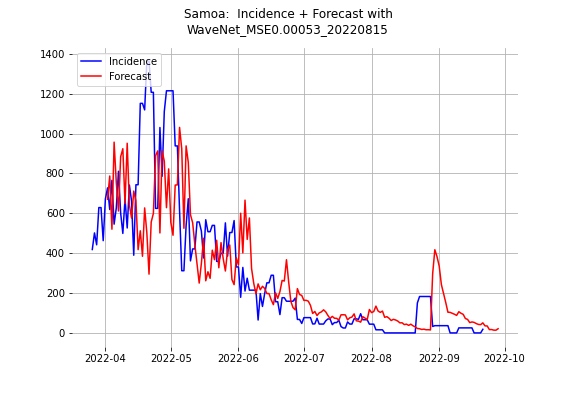 Samoa:  Incidence + Forecast with
WaveNet_MSE0.00053_20220815
Incidence
Forecast
1400
1200
1000
800
600
400
200
0
2022-04 2022-05 2022-06 2022-07 2022-08 2022-09 2022-10